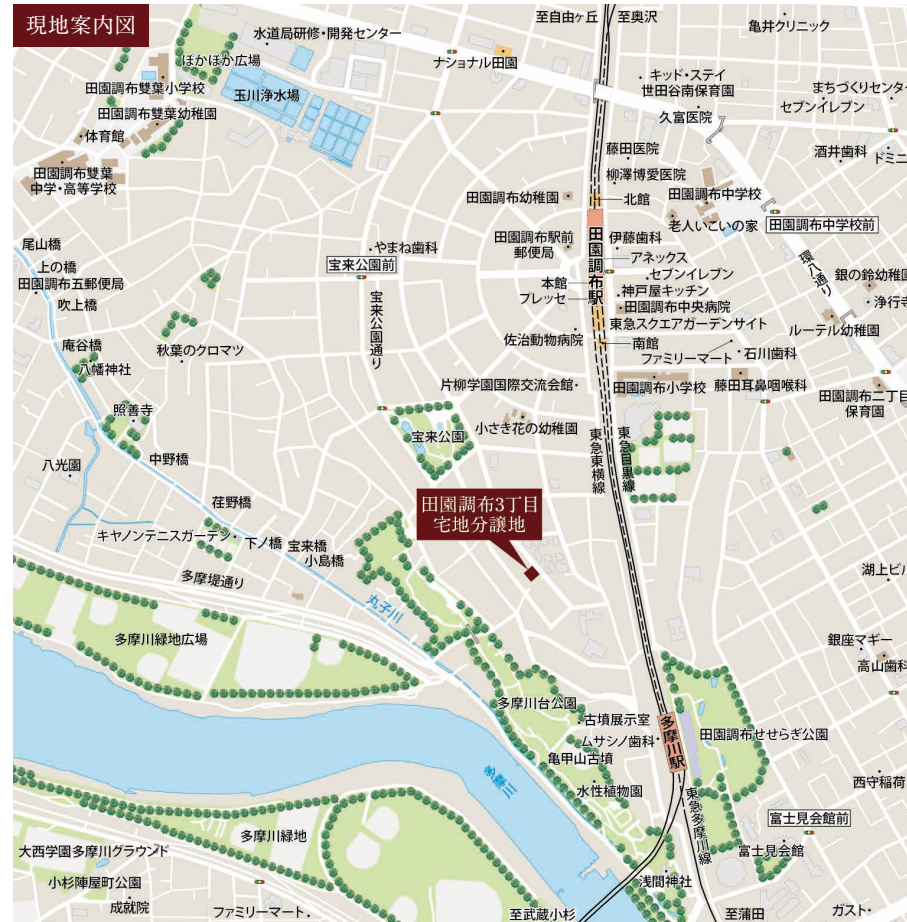 現地案内図
至自由ヶ丘
至奥沢
亀井クリニック
水道局研修・開発センター
ぽかぽか広場
ナショナル田園
キッド・ステイ
世田谷南保育園
田園調布雙葉小学校
玉川浄水場
まちづくりセンター
セブンイレブン
田園調布雙葉幼稚園
久富医院
体育館
藤田医院
酒井歯科
ドミニ
田園調布雙葉
中学・高等学校
柳澤博愛医院
田園調布幼稚園
北館
田園調布中学校
老人いこいの家
田園調布中学校前
尾山橋
やまね歯科
田園調布駅前
郵便局
田園調布駅
伊藤歯科
アネックス
環八通り
上の橋
宝来公園前
セブンイレブン
銀の鈴幼稚園
田園調布五郵便局
本館
神戸屋キッチン
浄行寺
吹上橋
プレッセ
田園調布中央病院
宝来公園通り
東急スクエアガーデンサイト
ルーテル幼稚園
庵谷橋
秋葉のクロマツ
佐治動物病院
南館
八幡神社
ファミリーマート
石川歯科
片柳学園国際交流会館
田園調布小学校
藤田耳鼻咽喉科
田園調布二丁目
保育園
照善寺
宝来公園
小さき花の幼稚園
東急東横線
東急目黒線
中野橋
八光園
荏野橋
田園調布3丁目
宅地分譲地
キヤノンテニスガーデン
下ノ橋
宝来橋
小島橋
多摩堤通り
湖上ビル
丸子川
多摩川緑地広場
銀座マギー
高山歯科
多摩川台公園
古墳展示室
ムサシノ歯科
多摩川駅
田園調布せせらぎ公園
亀甲山古墳
多摩川
水性植物園
西守稲荷
東急多摩川線
富士見会館前
多摩川緑地
大西学園多摩川グラウンド
富士見会館
小杉陣屋町公園
浅間神社
成就院
ファミリーマート
至武蔵小杉
至蒲田
ガスト